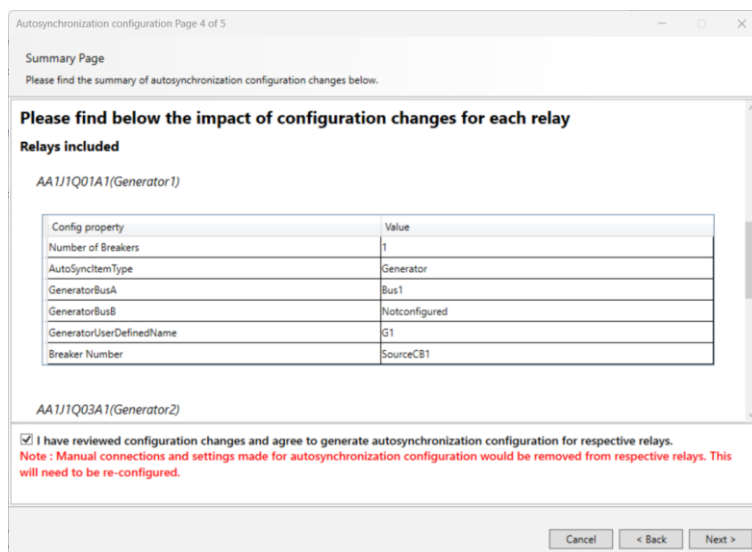 Autosynchronization configuration Page 4 of 5
Summary Page
Please find the summary of autosynchronization configuration changes below.
Please find below the impact of configuration changes for each relay
Relays included
AA1J1Q01A1(Generator1)
Config property Value
Number of Breakers 1
AutoSyncItemType Generator
GeneratorBusA Bus1
GeneratorBusB Notconfigured
GeneratorUserDefinedName G1
Breaker Number SourceCB1
AA1J1Q03A1(Generator2)
I have reviewed configuration changes and agree to generate autosynchronization configuration for respective relays.
Note : Manual connections and settings made for autosynchronization configuration would be removed from respective relays. This
will need to be re-configured.
Cancel < Back Next >